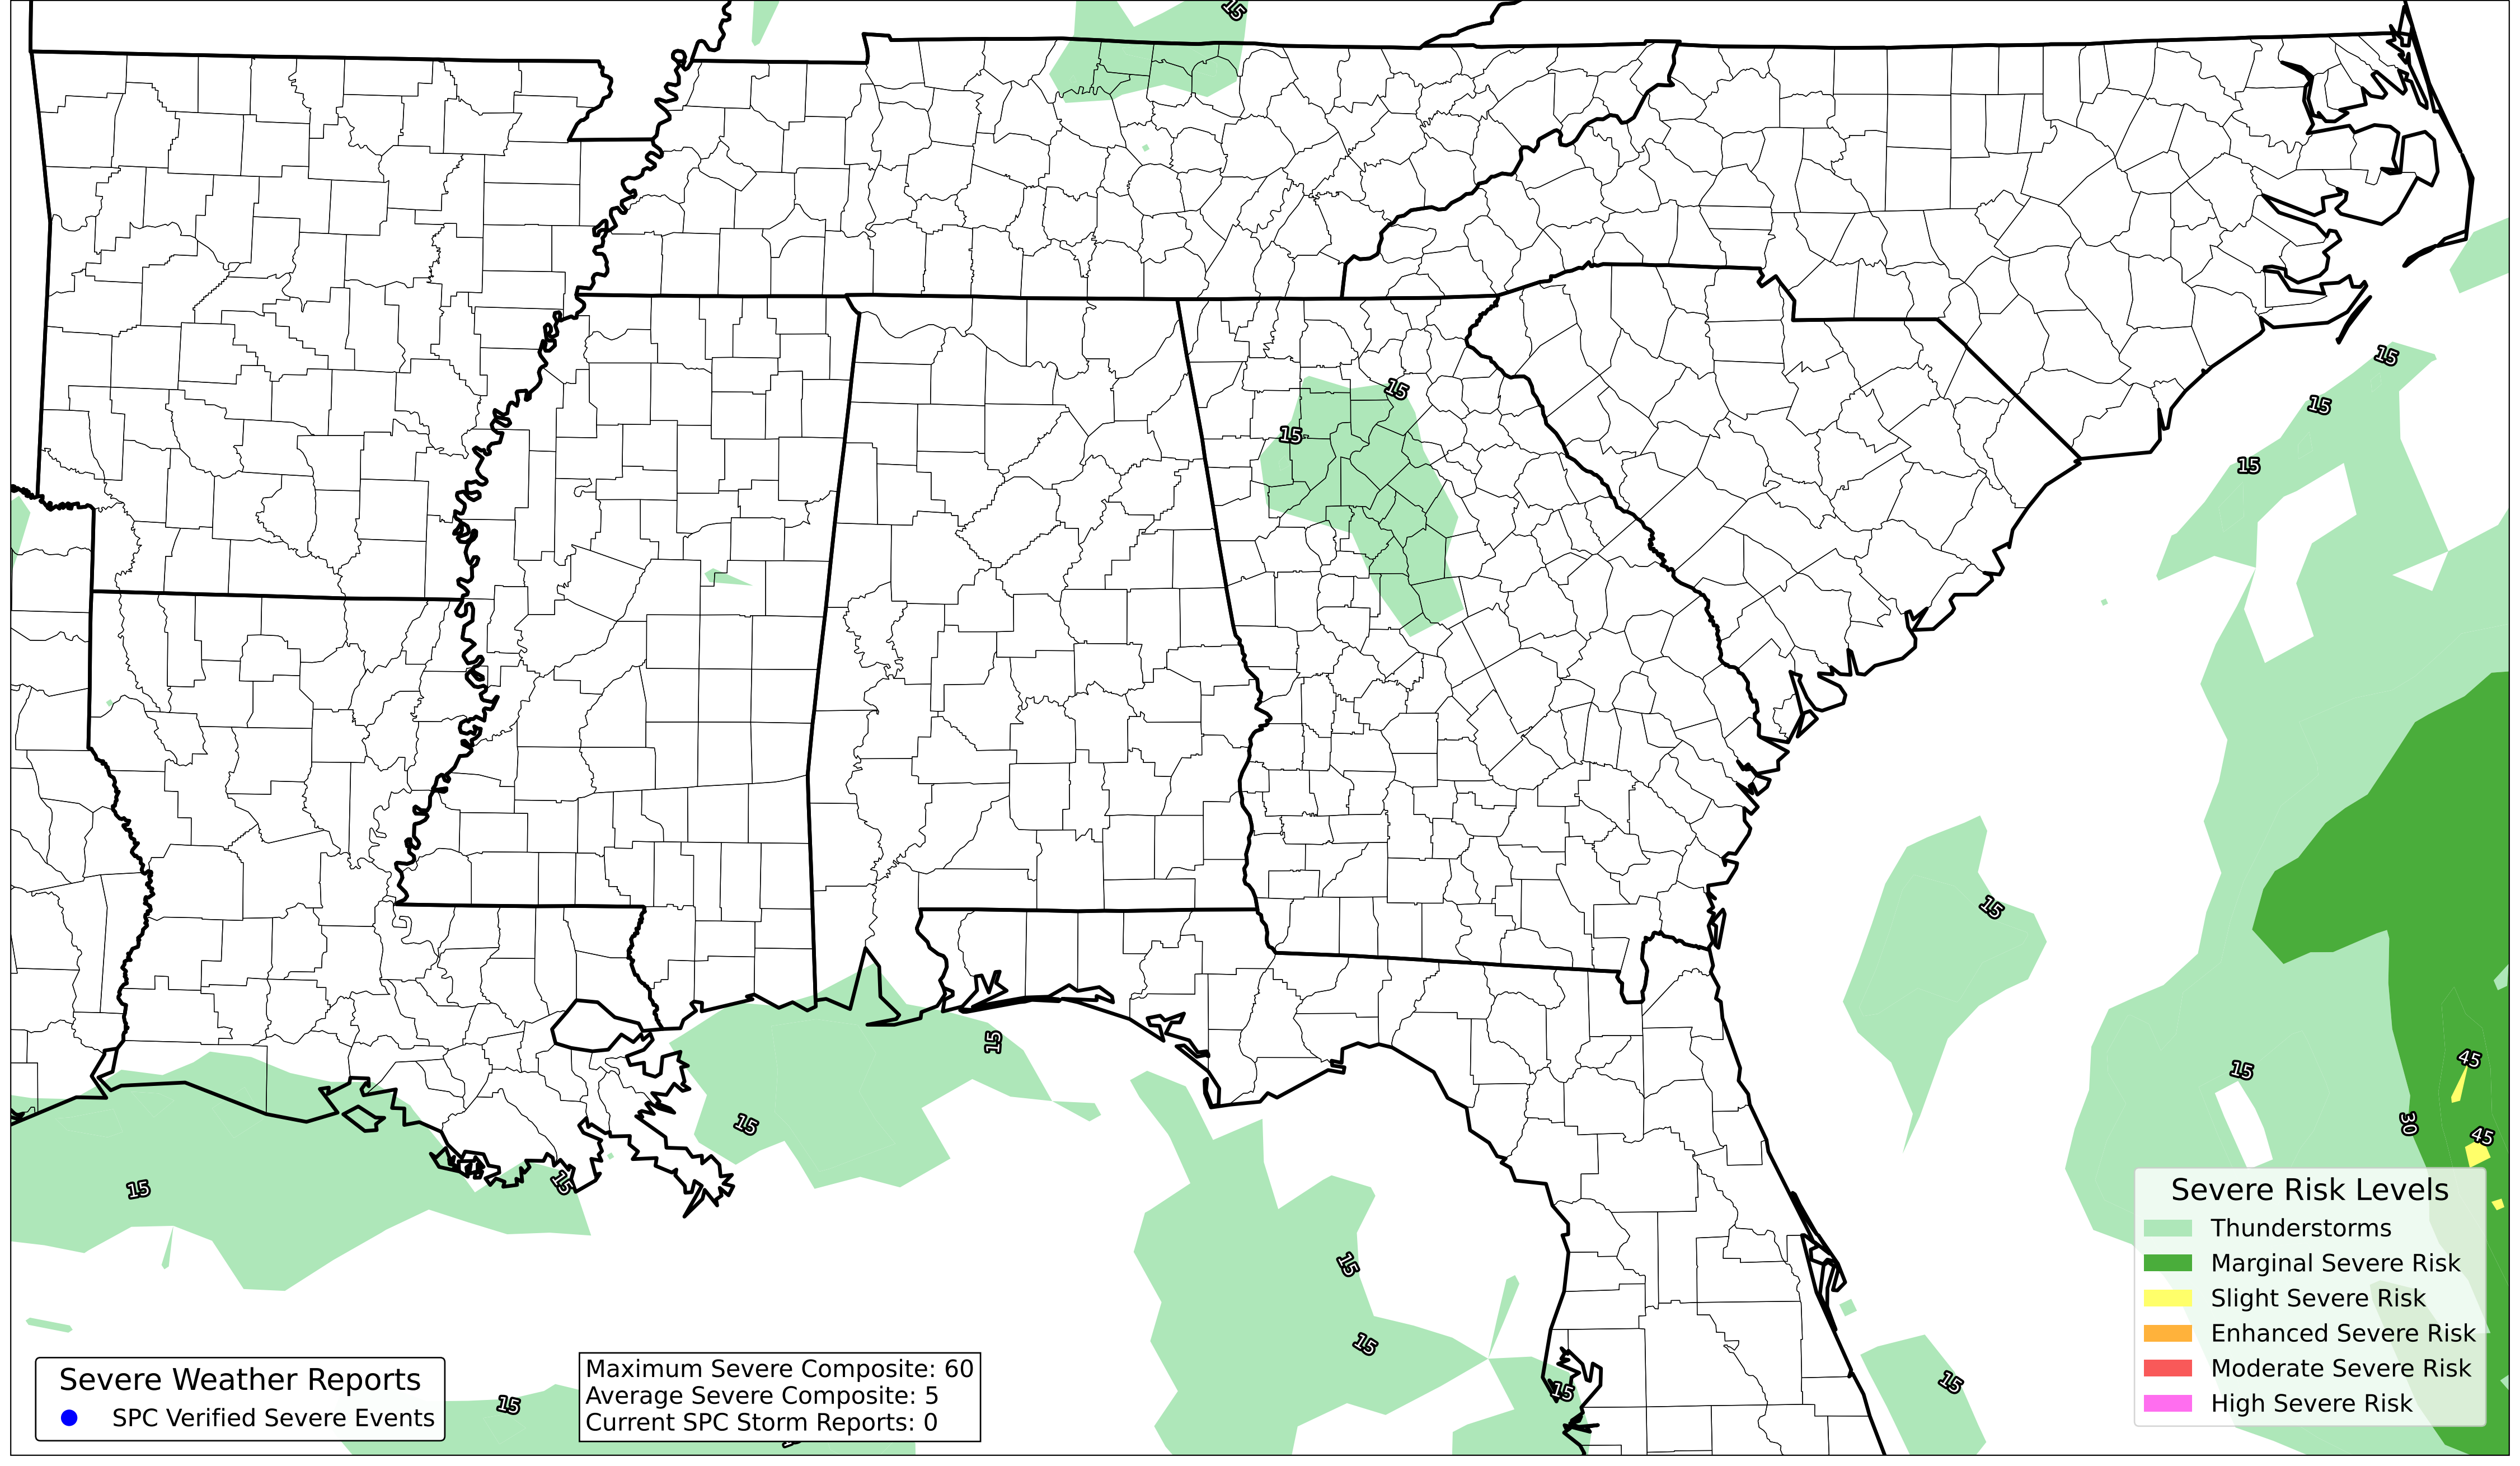 15
15
15
15
15
15
15
15
15
15
45
30
45
15
15
15
15
15
15
15
15
Severe Risk Levels
Thunderstorms
Marginal Severe Risk
Slight Severe Risk
Enhanced Severe Risk
Moderate Severe Risk
High Severe Risk
Severe Weather Reports
SPC Verified Severe Events
Maximum Severe Composite: 60
Average Severe Composite: 5
Current SPC Storm Reports: 0